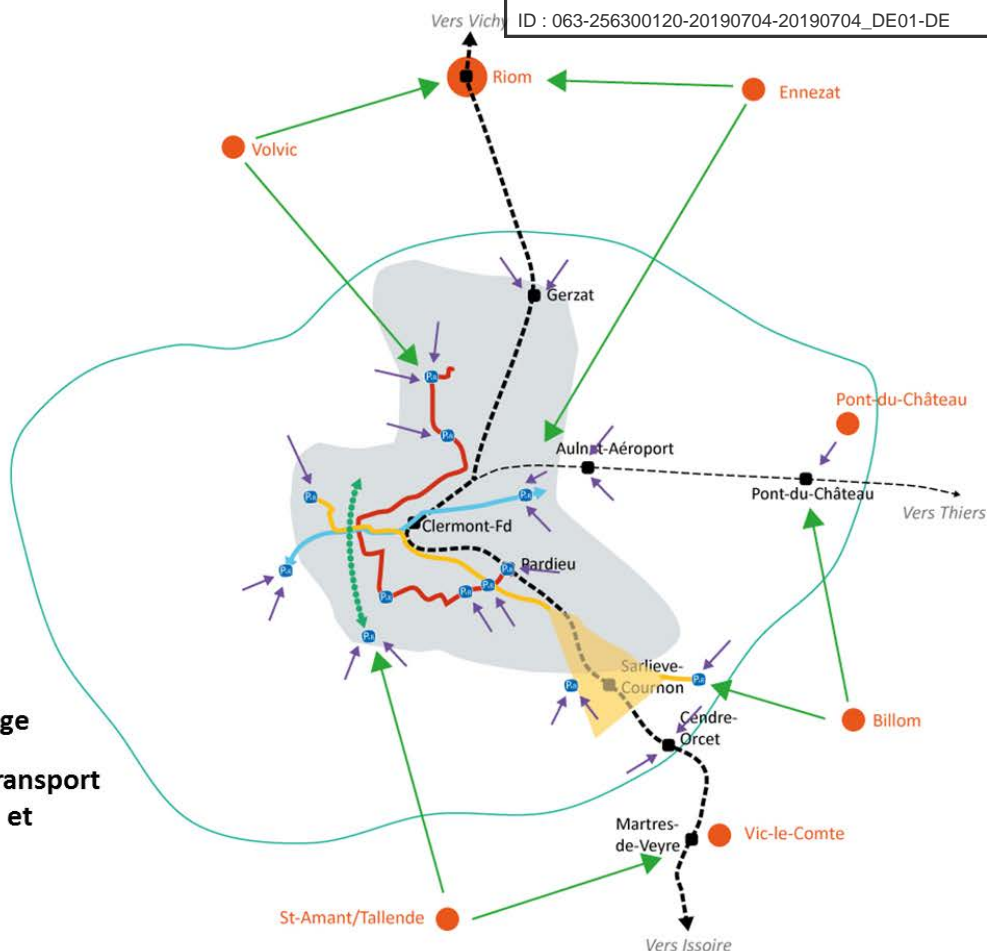 ID : 063-256300120-20190704-20190704_DE01-DE
Vers Vichy
Riom
Ennezat
Volvic
Gerzat
Pont-du-Château
Aulnat-Aéroport
Pont-du-Château
Vers Thiers
Clermont-Fd
Pardieu
Sarlieve-
Cournon
Cendre-
Orcet
Billom
ge
ransport
et
Martres-
de-Veyre
Vic-le-Comte
St-Amant/Tallende
Vers Issoire